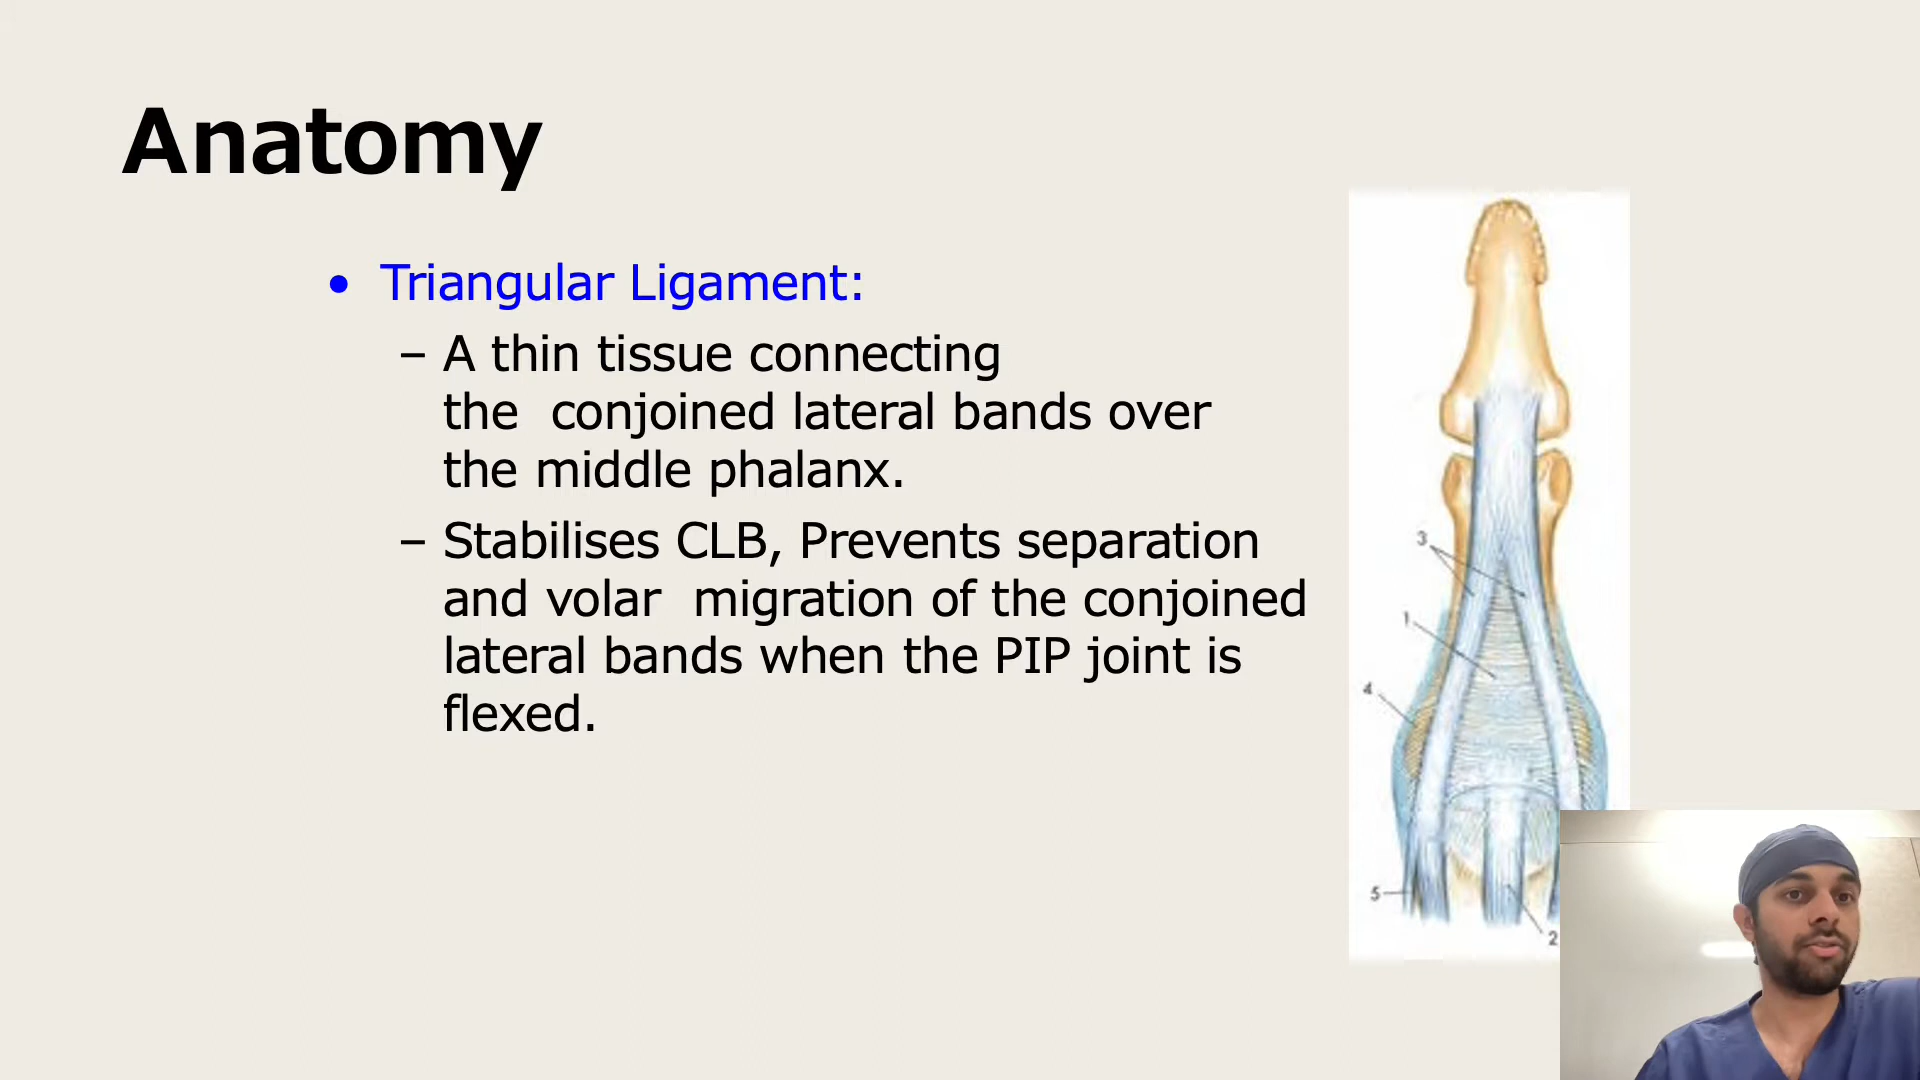 Anatomy
• Triangular Ligament:
– A thin tissue connecting
the  conjoined lateral bands over
the middle phalanx.
– Stabilises CLB, Prevents separation
and volar  migration of the conjoined
lateral bands when the PIP joint is
flexed.
3
1
4
5
2